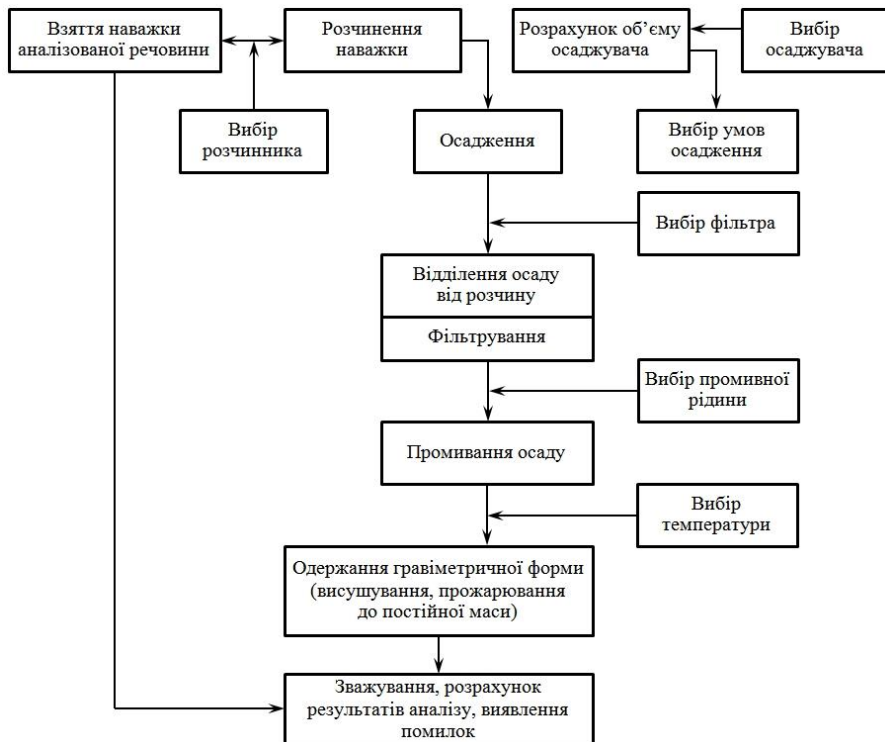 Взяття наважки
аналізованої речовини
Розчинення
наважки
Розрахунок об’єму
осаджувача
Вибір
осаджувача
Вибір
розчинника
Осадження
Вибір умов
осадження
Вибір фільтра
Відділення осаду
від розчину
Фільтрування
Вибір промивної
рідини
Промивання осаду
Вибір
температури
Одержання гравіметричної форми
(висушування, прожарювання
до постійної маси)
Зважування, розрахунок
результатів аналізу, виявлення
помилок